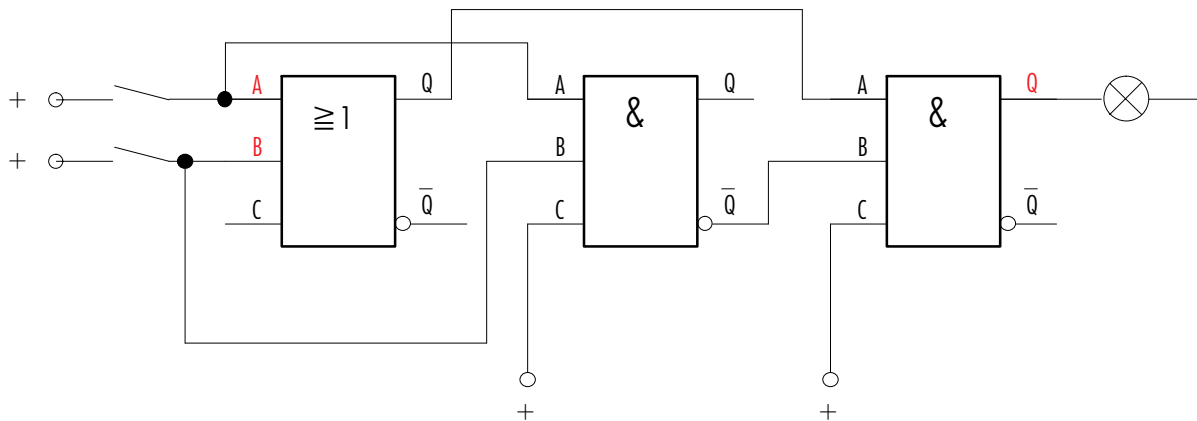 + A ≧1 Q A & Q A & Q
+ B B B
C Q̅ C Q̅ C Q̅
+ +